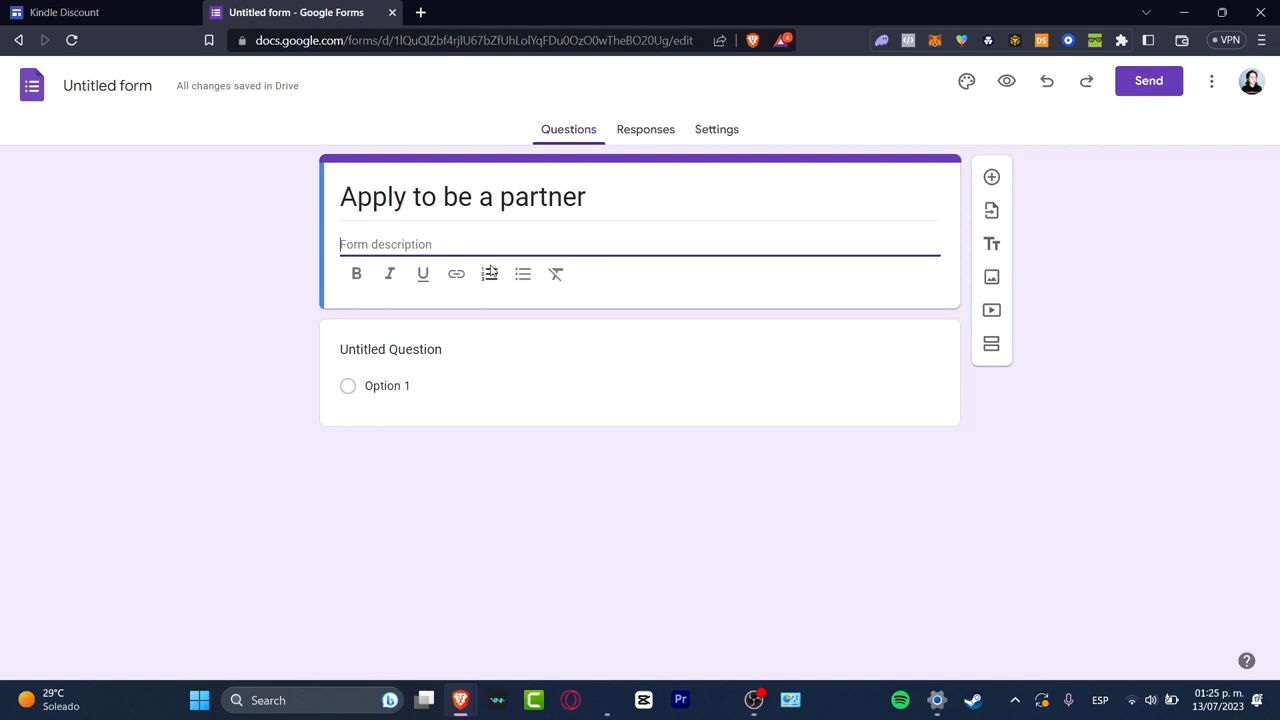 Kindle Discount
Untitled form - Google Forms
docs.google.com/forms/d/1lQuQlZbf4rjlU67bZfUhLolYqFDu0OzO0wTheBO20Ug/edit
4
VPN
Untitled form
All changes saved in Drive
Send
Questions
Responses
Settings
Apply to be a partner
Form description
B
I
U
Tт
Untitled Question
Option 1
29°C
Soleado
Search
ESP
01:25 p. m.
13/07/2023